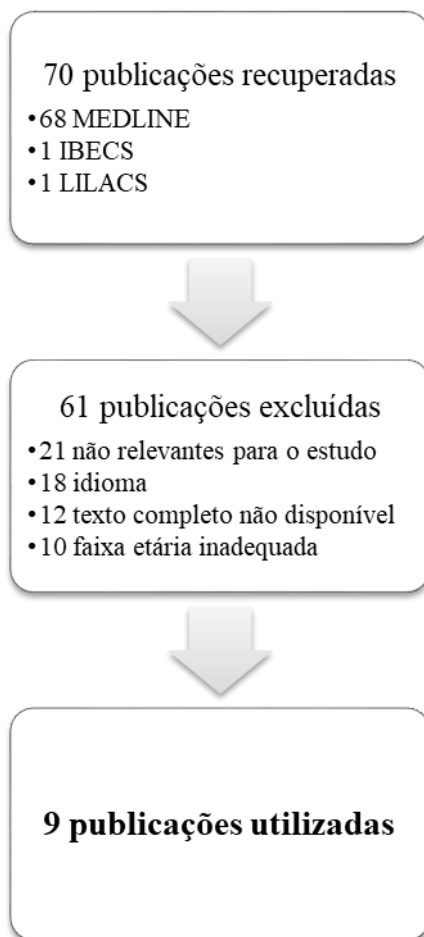 70 publicações recuperadas
•68 MEDLINE
•1 IBECS
•1 LILACS
61 publicações excluídas
•21 não relevantes para o estudo
•18 idioma
•12 texto completo não disponível
•10 faixa etária inadequada
9 publicações utilizadas